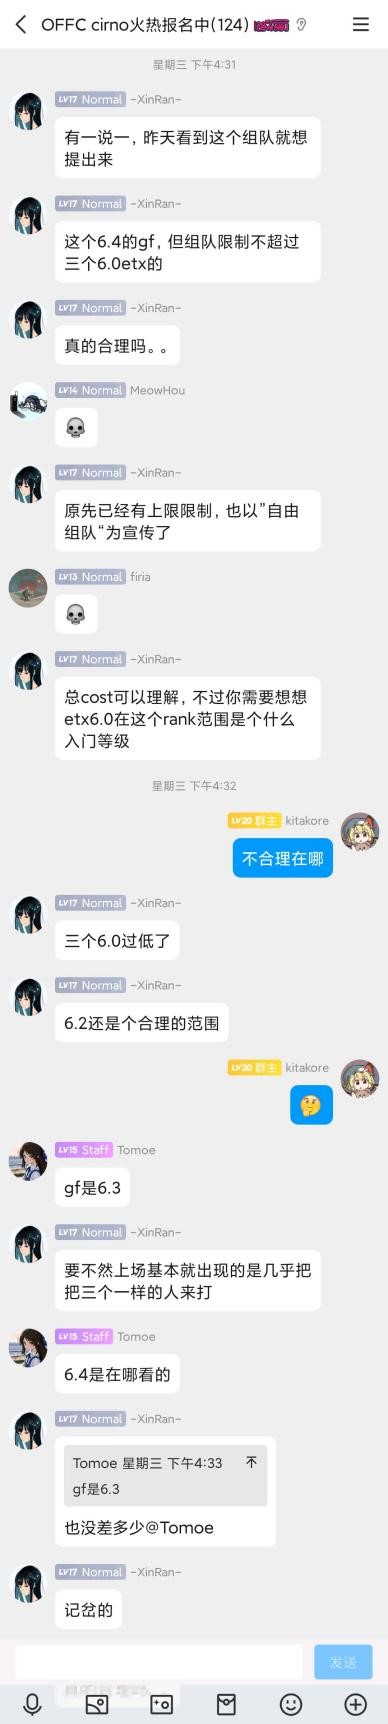 OFFC cirno火热报名中(124)
星期三 下午4:31
LV17 Normal ~XinRan~
有一说一，昨天看到这个组队就想
提出来
LV17 Normal ~XinRan~
这个6.4的gf，但组队限制不超过
三个6.0etx的
LV17 Normal ~XinRan~
真的合理吗。。
LV14 Normal MeowHou
LV17 Normal ~XinRan~
原先已经有上限限制，也以”自由
组队“为宣传了
LV13 Normal firia
LV17 Normal ~XinRan~
总cost可以理解，不过你需要想想
etx6.0在这个rank范围是个什么
入门等级
星期三 下午4:32
LV20 群主 kitakore
不合理在哪
LV17 Normal ~XinRan~
三个6.0过低了
LV17 Normal ~XinRan~
6.2还是个合理的范围
LV20 群主 kitakore
LV15 Staff Tomoe
gf是6.3
LV17 Normal ~XinRan~
要不然上场基本就出现的是几乎把
把三个一样的人来打
LV15 Staff Tomoe
6.4是在哪看的
LV17 Normal ~XinRan~
Tomoe 星期三 下午4:33
gf是6.3
也没差多少@Tomoe
LV17 Normal ~XinRan~
记岔的
发送